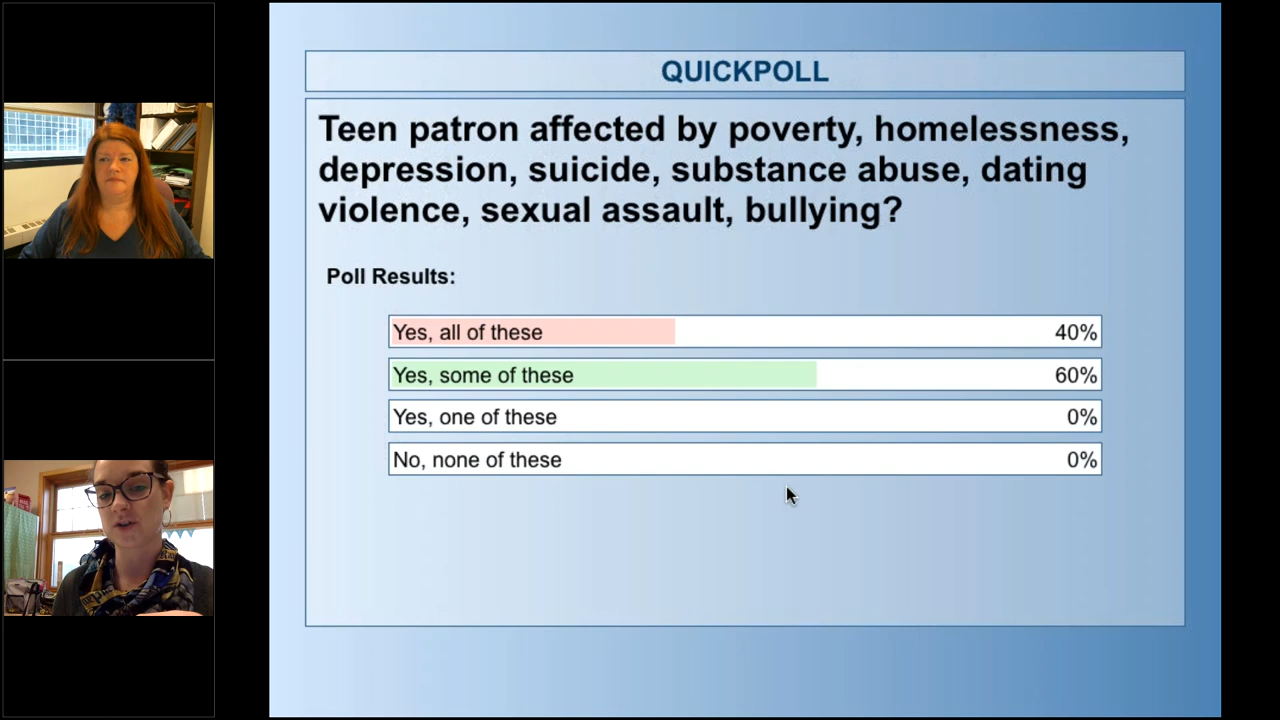 QUICKPOLL
Teen patron affected by poverty, homelessness,
depression, suicide, substance abuse, dating
violence, sexual assault, bullying?
Poll Results:
Yes, all of these 40%
Yes, some of these 60%
Yes, one of these 0%
No, none of these 0%